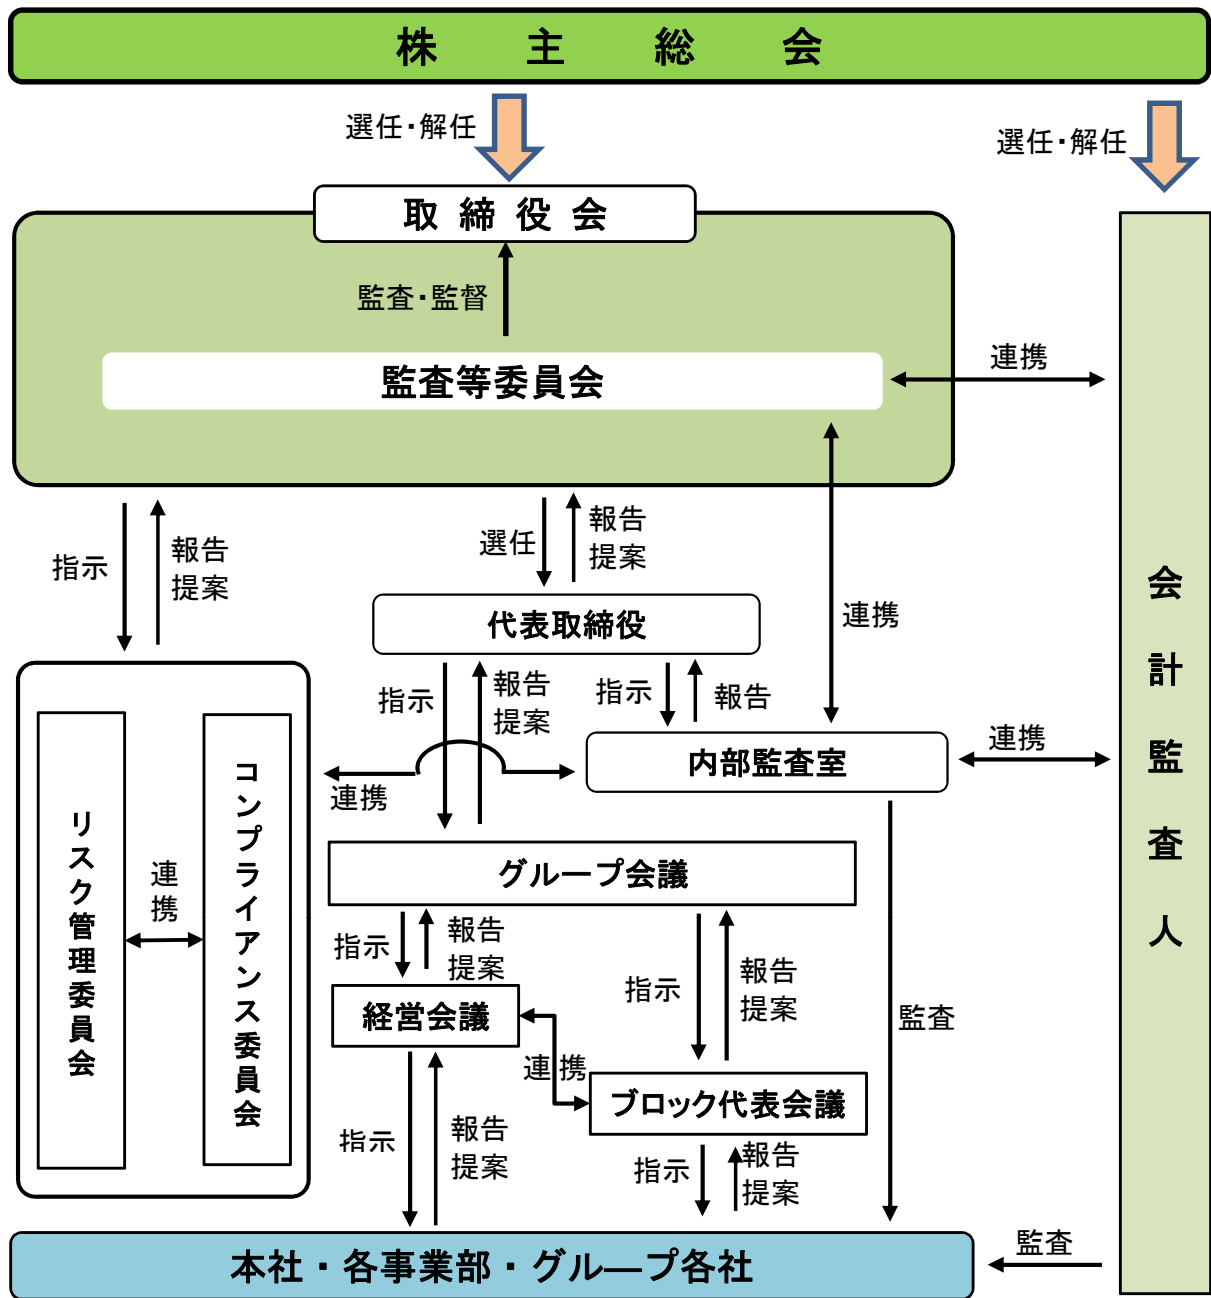 株主総会
選任・解任
選任・解任
取締役会
監査・監督
監査等委員会
連携
指示
報告
提案
選任
報告
提案
連携
代表取締役
指示
報告
提案
指示
報告
内部監査室
連携
連携
リスク管理委員会
連携
コンプライアンス委員会
グループ会議
指示
報告
提案
指示
報告
提案
経営会議
連携
ブロック代表会議
監査
指示
報告
提案
指示
報告
提案
会計監査人
監査
本社・各事業部・グループ各社